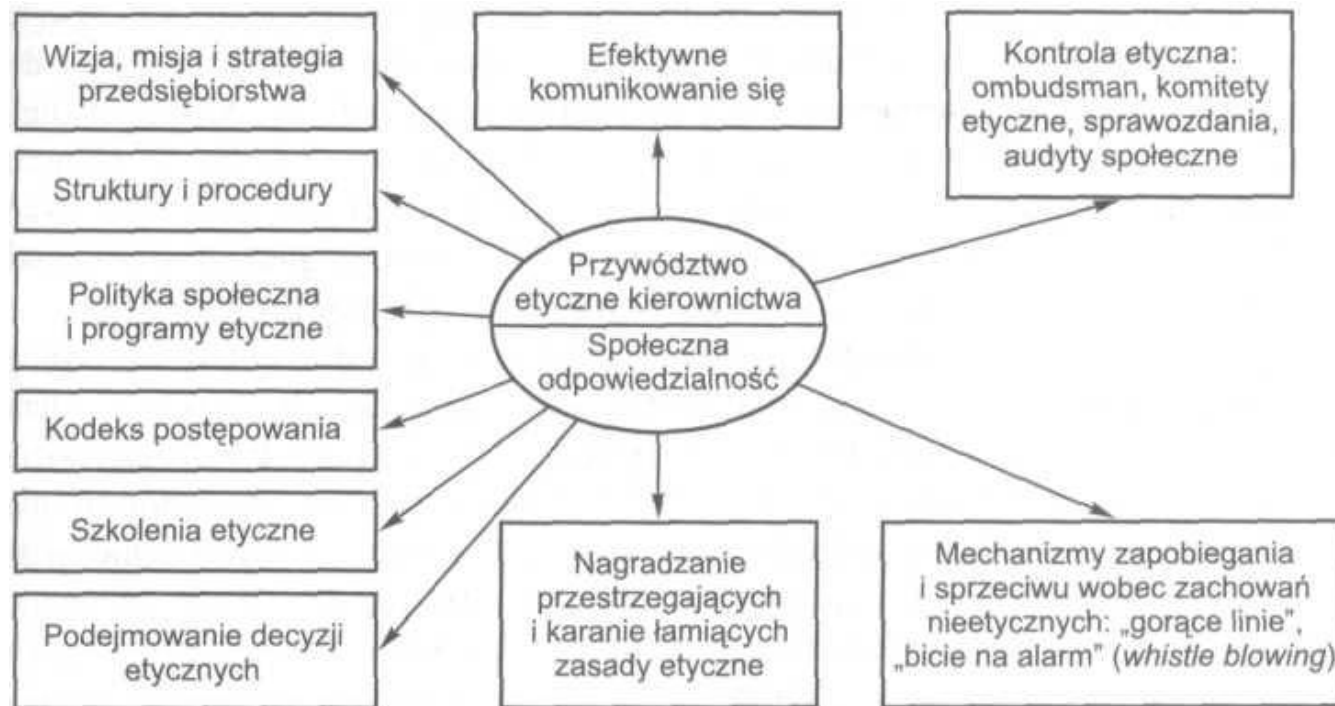 Wizja, misja i strategia
przedsiębiorstwa
Efektywne
komunikowanie się
Kontrola etyczna:
ombudsman, komitety
etyczne, sprawozdania,
audyty społeczne
Struktury i procedury
Polityka społeczna
i programy etyczne
Kodeks postępowania
Szkolenia etyczne
Podejmowanie decyzji
etycznych
Przywództwo
etyczne kierownictwa
Społeczna
odpowiedzialność
Nagradzanie
przestrzegających
i karanie łamiących
zasady etyczne
Mechanizmy zapobiegania
i sprzeciwu wobec zachowań
nieetycznych: „gorące linie”,
„bicie na alarm” (whistle blowing)